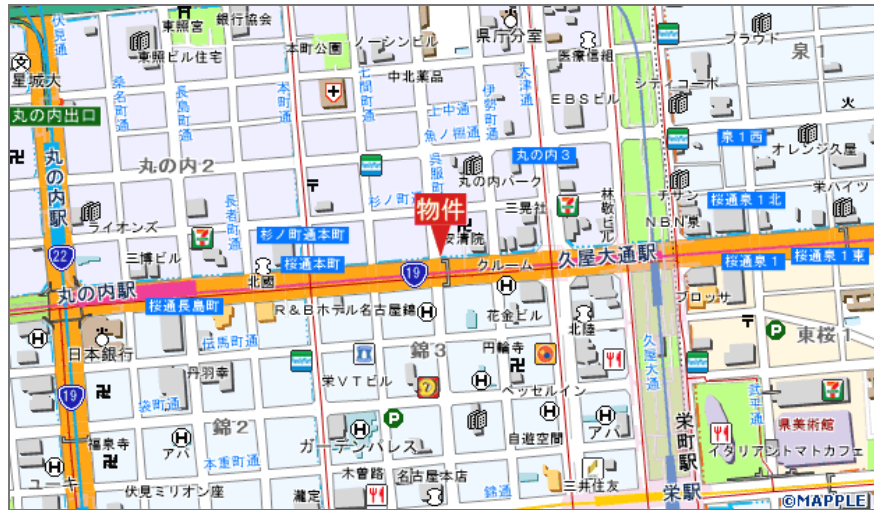 伏見通
東照宮
銀行協会
本町公園
ノーシンビル
県庁分室
医療信組
プラウド
泉1
星城大
東照ビル住宅
中北薬品
大津通
シティコーポ
桑名町通
長島町通
本町通
七間町通
上中通
伊勢町通
EBSビル
丸の内出口
魚ノ棚通
泉1西
オレンジ久屋
丸の内2
呉服町通
丸の内3
丸の内駅
杉ノ町通
丸の内パーク
チサン
栄ハイツ
長者町通
物件
三晃社
林敬ビル
桜通泉1北
ライオンズ
杉ノ町通本町
安清院
NBN泉
22
三博ビル
桜通本町
19
クルーム
久屋大通駅
桜通泉1
桜通泉1東
丸の内駅
北國
桜通長島町
R&Bホテル名古屋錦
花金ビル
北陸
ブロッサ
日本銀行
伝馬町通
錦3
円輪寺
久屋大通
東桜1
丹羽幸
栄VTビル
ベッセルイン
武平通
19
袋町通
錦2
ガーデンパレス
自遊空間
アパ
栄町駅
県美術館
福泉寺
アパ
本重町通
イタリアントマトカフェ
ユーキ
伏見ミリオン座
瀧定
木曽路
名古屋本店
錦通
三井住友
栄駅
©MAPPLE